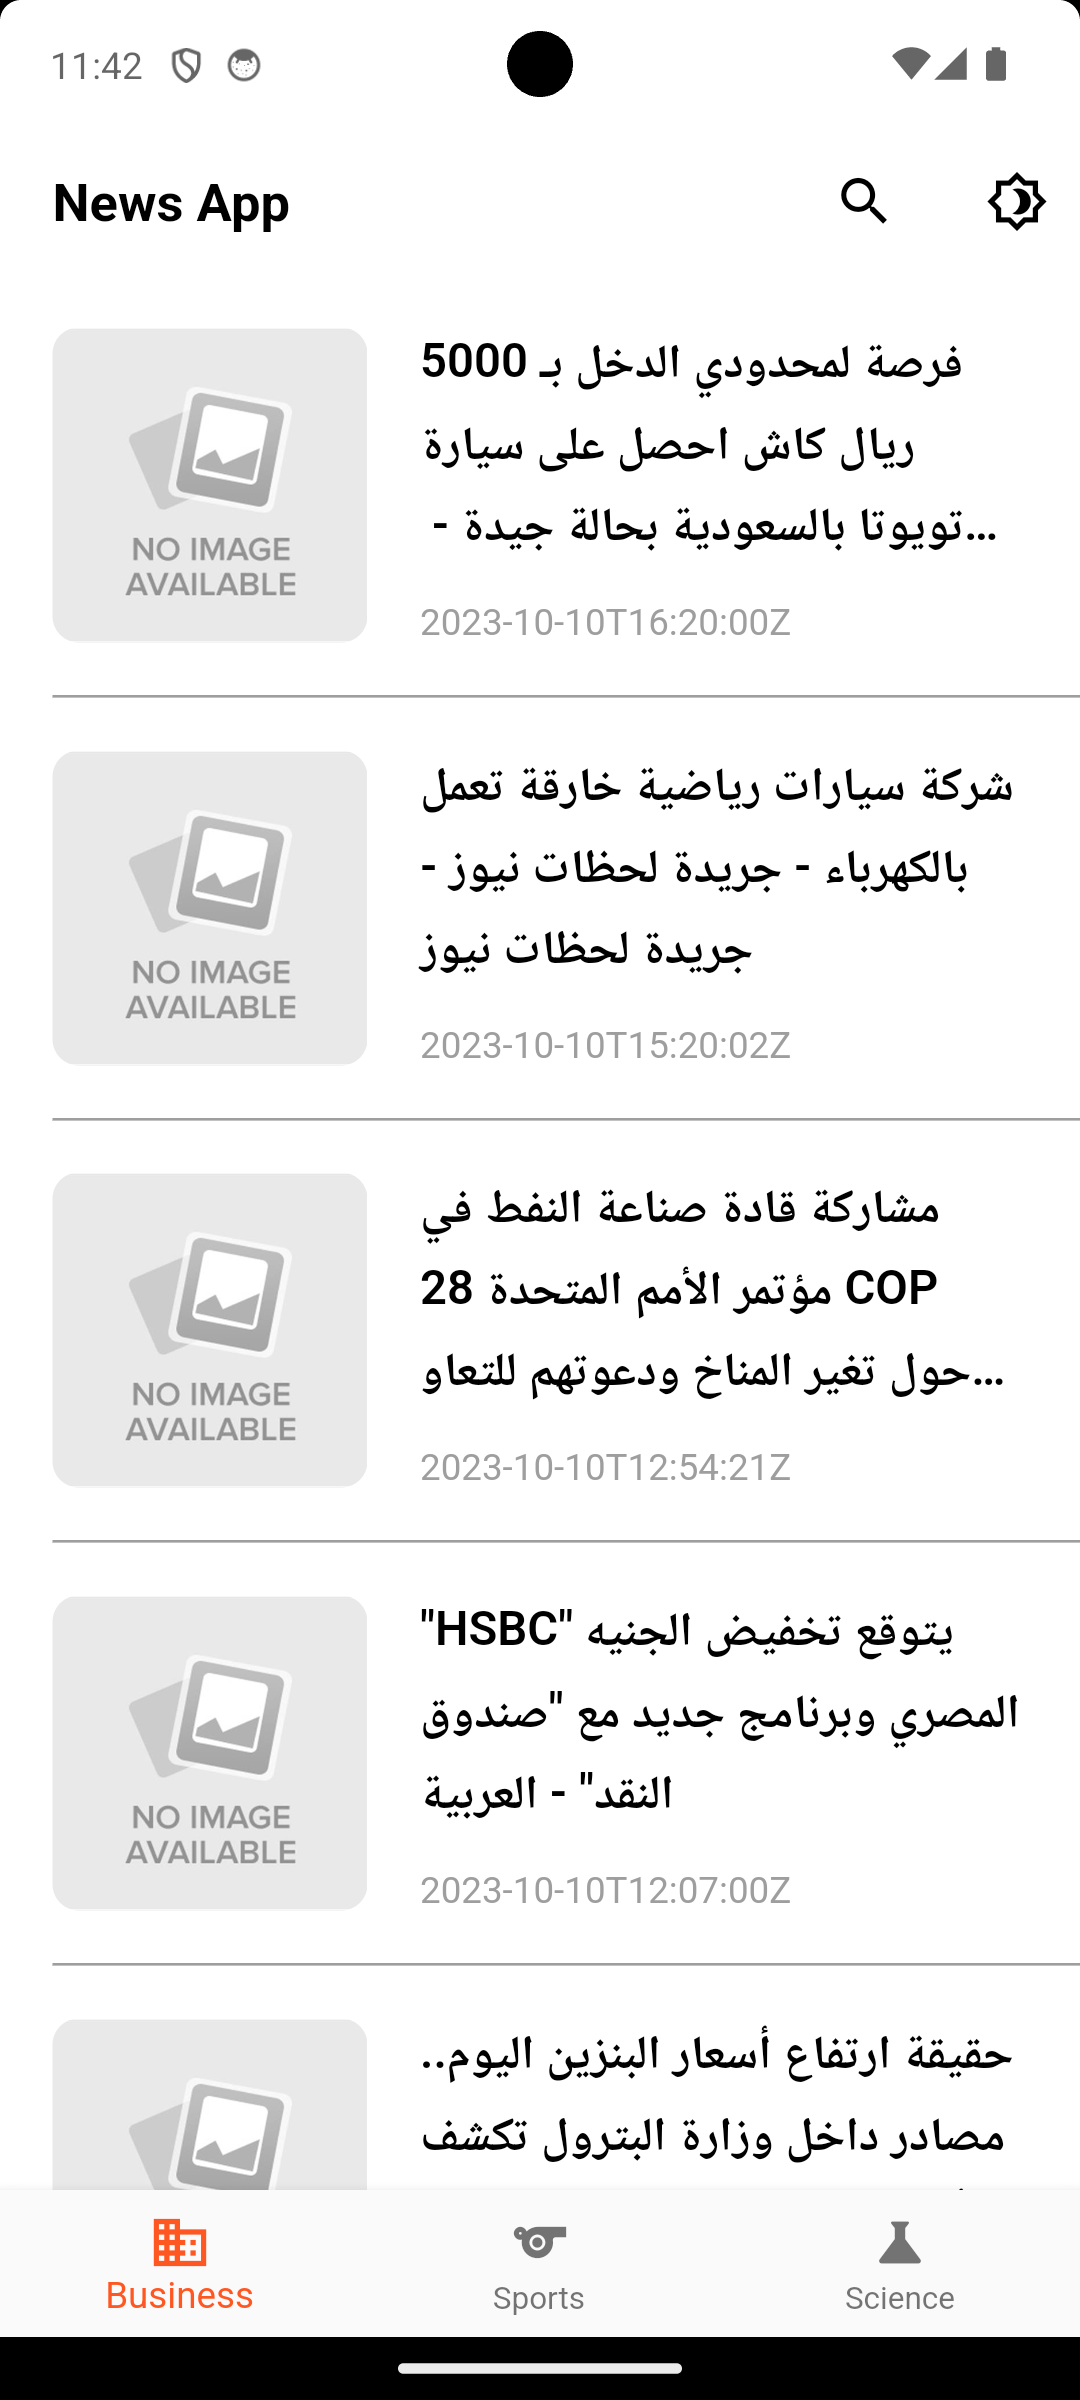 11:42
News App
NO IMAGE
AVAILABLE
فرصة لمحدودي الدخل بـ 5000
ريال كاش احصل على سيارة
تويوتا بالسعودية بحالة جيدة - ...
2023-10-10T16:20:00Z
NO IMAGE
AVAILABLE
شركة سيارات رياضية خارقة تعمل
بالكهرباء - جريدة لحظات نيوز -
جريدة لحظات نيوز
2023-10-10T15:20:02Z
NO IMAGE
AVAILABLE
مشاركة قادة صناعة النفط في
COP مؤتمر الأمم المتحدة 28
حول تغير المناخ ودعوتهم للتعاو...
2023-10-10T12:54:21Z
NO IMAGE
AVAILABLE
"HSBC" يتوقع تخفيض الجنيه
المصري وبرنامج جديد مع "صندوق
النقد" - العربية
2023-10-10T12:07:00Z
حقيقة ارتفاع أسعار البنزين اليوم..
مصادر داخل وزارة البترول تكشف
Business
Sports
Science